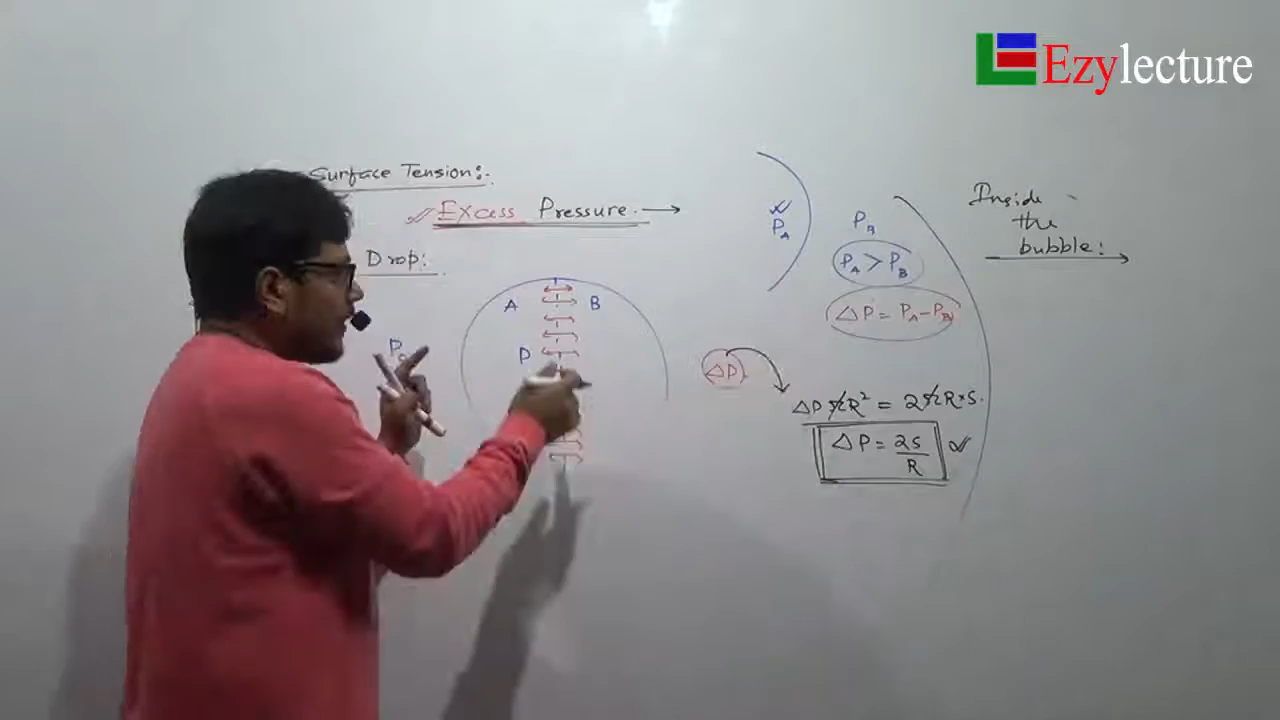 Ezylecture
Surface Tension:-
Excess Pressure →
Drop:
A B
P
P_A
P_B
P_A > P_B
ΔP = P_A - P_B
ΔP
ΔP πR² = 2πR × S.
ΔP = 2S/R
Inside
the
bubble: